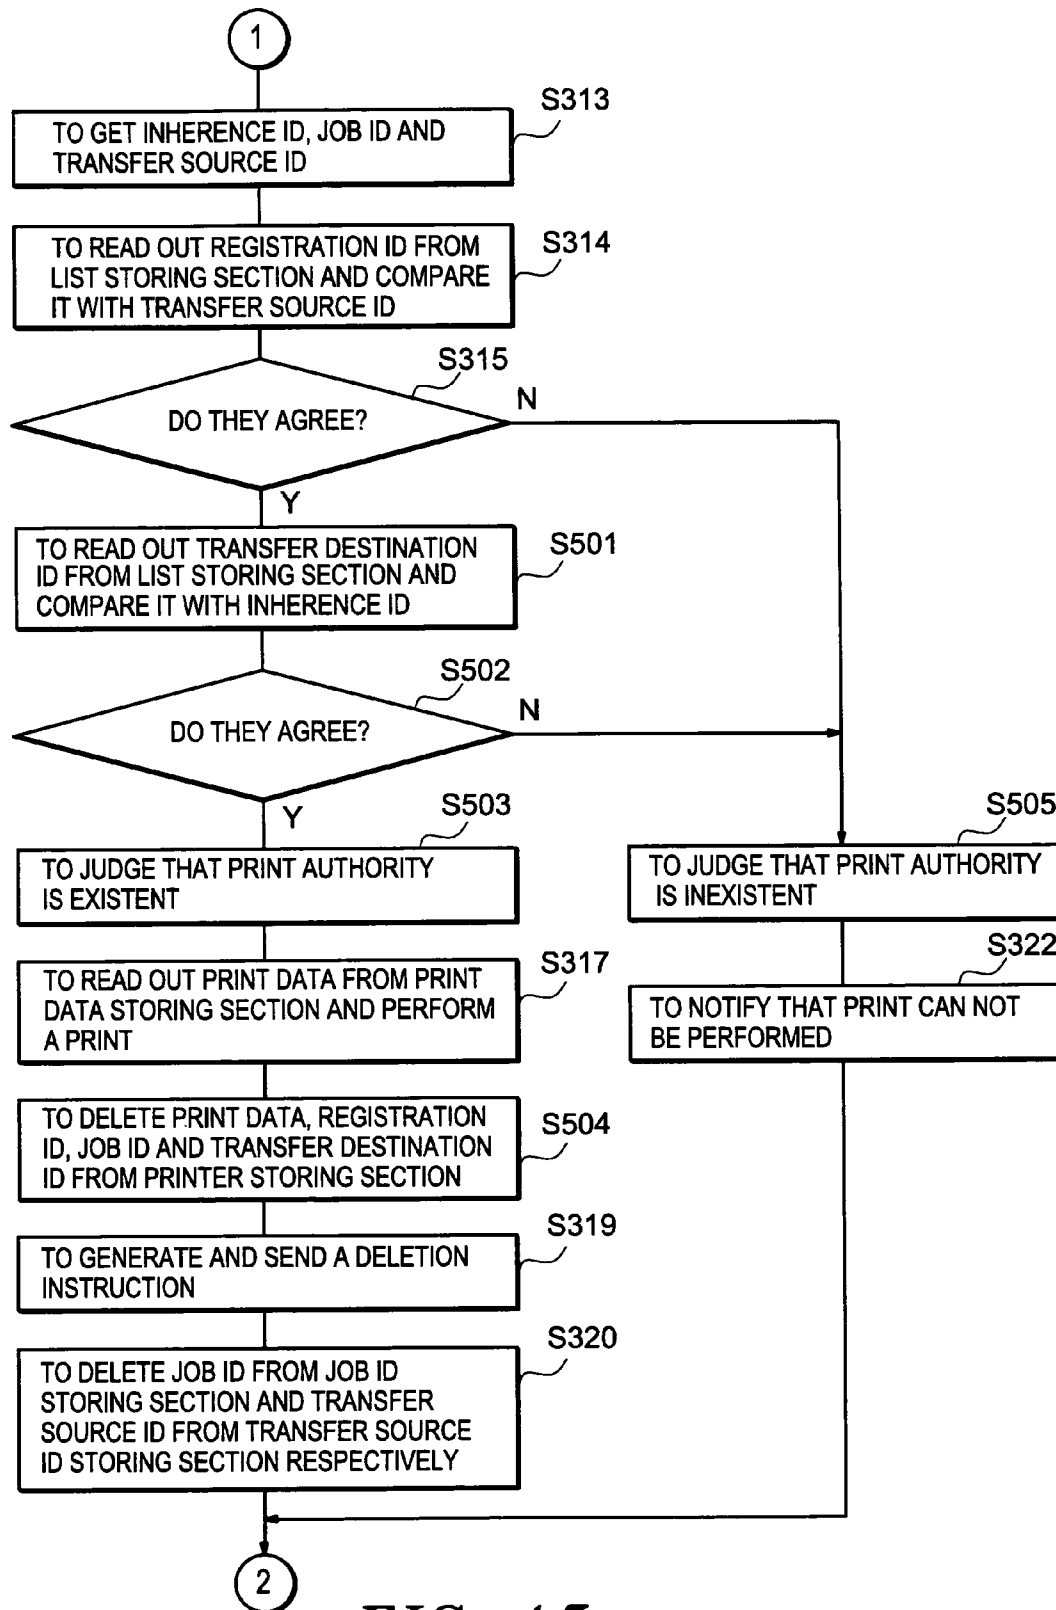 1
S313
TO GET INHERENCE ID, JOB ID AND
TRANSFER SOURCE ID
S314
TO READ OUT REGISTRATION ID FROM
LIST STORING SECTION AND COMPARE
IT WITH TRANSFER SOURCE ID
S315
DO THEY AGREE?
N
Y
S501
TO READ OUT TRANSFER DESTINATION
ID FROM LIST STORING SECTION AND
COMPARE IT WITH INHERENCE ID
S502
DO THEY AGREE?
N
Y
S503
TO JUDGE THAT PRINT AUTHORITY
IS EXISTENT
S505
TO JUDGE THAT PRINT AUTHORITY
IS INEXISTENT
S317
TO READ OUT PRINT DATA FROM PRINT
DATA STORING SECTION AND PERFORM
A PRINT
S322
TO NOTIFY THAT PRINT CAN NOT
BE PERFORMED
S504
TO DELETE PRINT DATA, REGISTRATION
ID, JOB ID AND TRANSFER DESTINATION
ID FROM PRINTER STORING SECTION
S319
TO GENERATE AND SEND A DELETION
INSTRUCTION
S320
TO DELETE JOB ID FROM JOB ID
STORING SECTION AND TRANSFER
SOURCE ID FROM TRANSFER SOURCE
ID STORING SECTION RESPECTIVELY
2